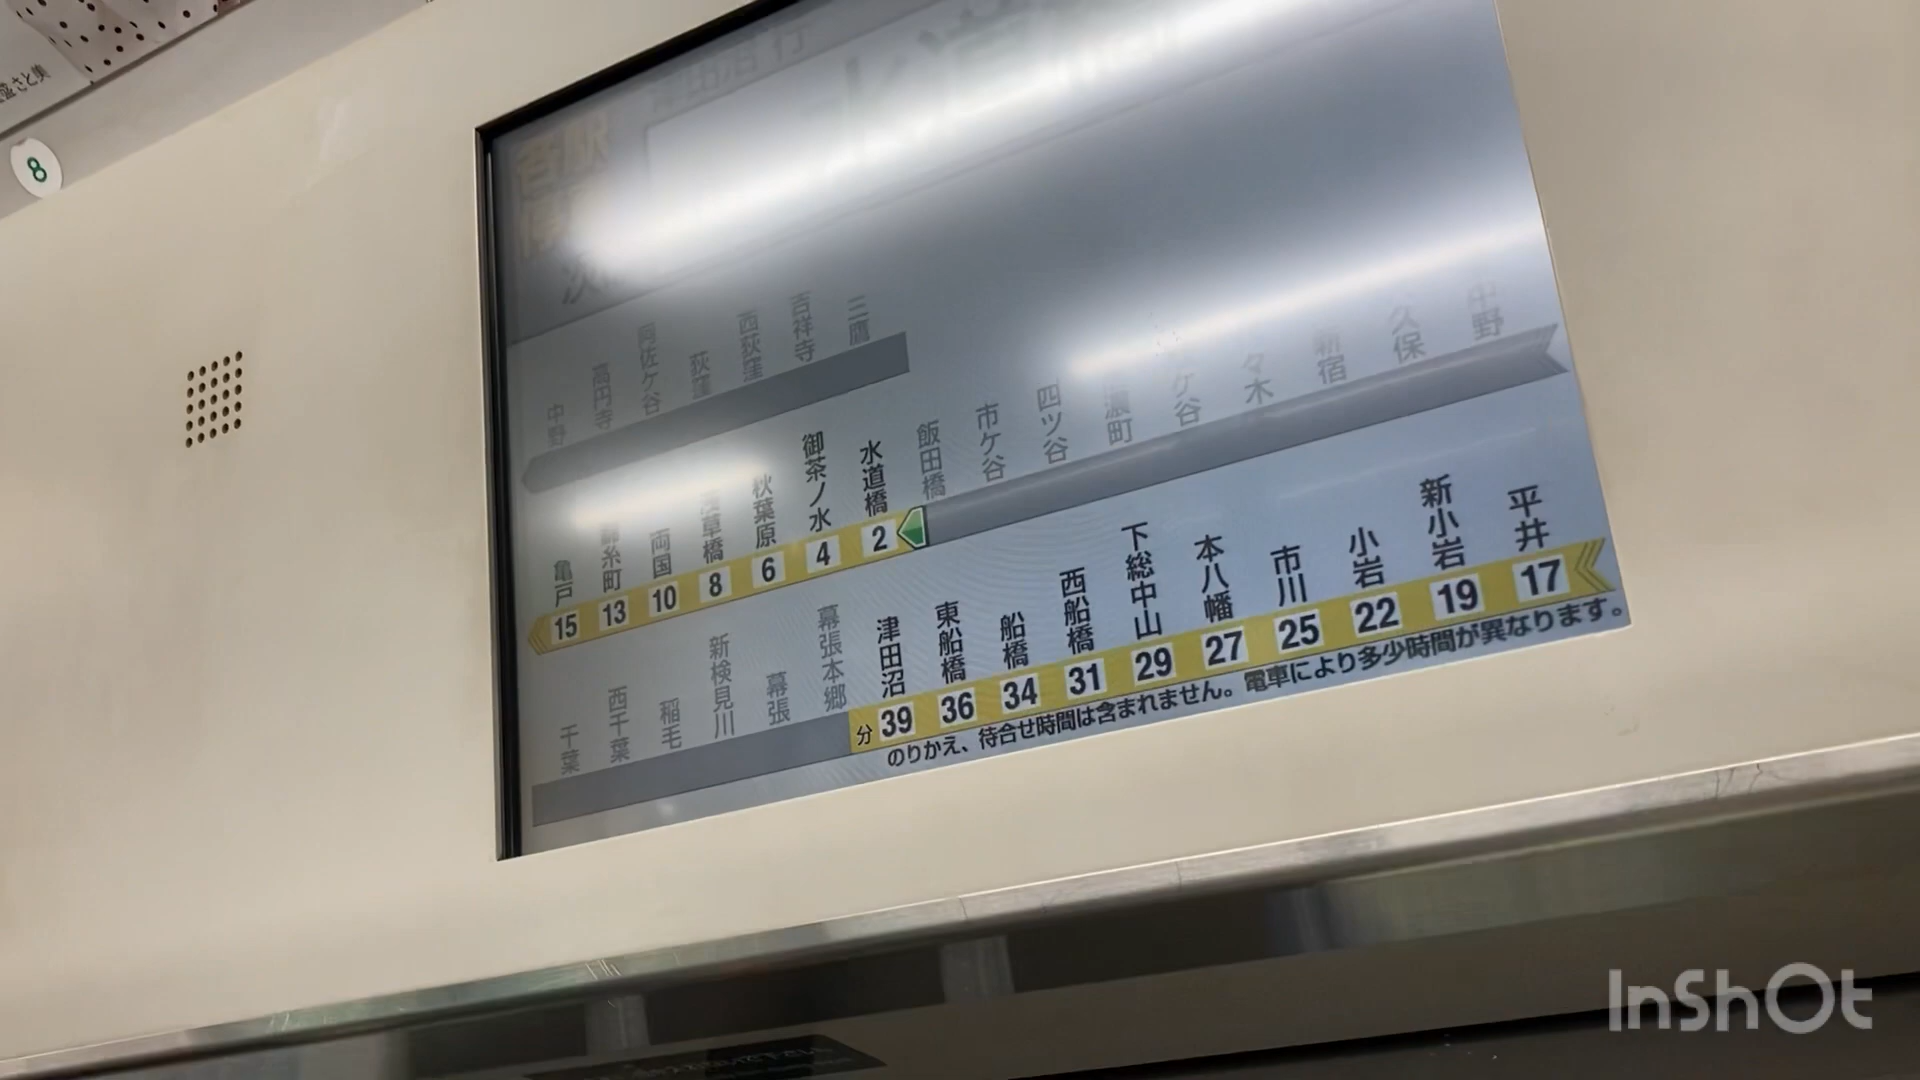 さと美
8
中野
高円寺
阿佐ケ谷
荻窪
西荻窪
吉祥寺
三鷹
亀戸
錦糸町
両国
浅草橋
秋葉原
御茶ノ水
水道橋
飯田橋
市ケ谷
四ツ谷
濃町
ケ谷
々木
新宿
久保
中野
15 13 10 8 6 4 2
千葉
西千葉
稲毛
新検見川
幕張
幕張本郷
津田沼
東船橋
船橋
西船橋
下総中山
本八幡
市川
小岩
新小岩
平井
分 39 36 34 31 29 27 25 22 19 17
のりかえ、待合せ時間は含まれません。電車により多少時間が異なります。
InShOt